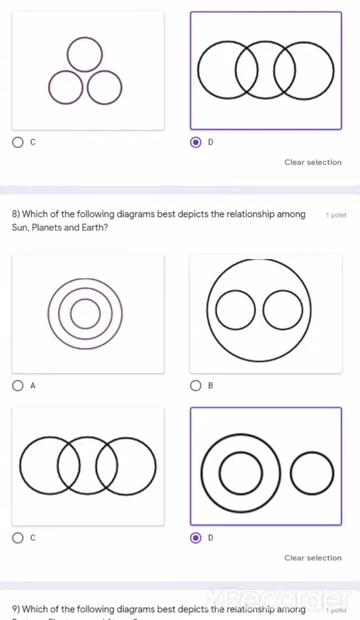 C
D
Clear selection
8) Which of the following diagrams best depicts the relationship among
1 point
Sun, Planets and Earth?
A
B
C
D
Clear selection
XRecorder
9) Which of the following diagrams best depicts the relationship among
1 point